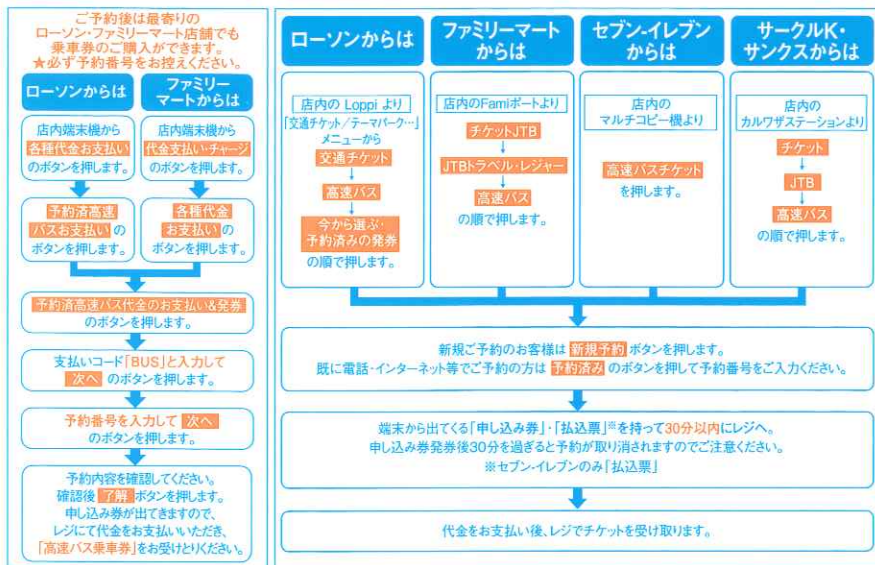 ご予約後は最寄りの
ローソン・ファミリーマート店舗でも
乗車券のご購入ができます。
★必ず予約番号をお控えください。
ローソンからは
ファミリー
マートからは
店内端末機から
各種代金お支払い
のボタンを押します。
店内端末機から
代金支払い・チャージ
のボタンを押します。
予約済高速
バスお支払い の
ボタンを押します。
各種代金
お支払い の
ボタンを押します。
予約済高速バス代金のお支払い&発券
のボタンを押します。
支払いコード「BUS」と入力して
次へ のボタンを押します。
予約番号を入力して 次へ
のボタンを押します。
予約内容を確認してください。
確認後 了解 ボタンを押します。
申し込み券が出てきますので、
レジにて代金をお支払いいただき、
「高速バス乗車券」をお受けとりください。
ローソンからは
店内の Loppi より
「交通チケット/テーマパーク…」
メニューから
交通チケット
高速バス
今から選ぶ・
予約済みの発券
の順で押します。
ファミリーマート
からは
店内のFamiポートより
チケットJTB
JTBトラベル・レジャー
高速バス
の順で押します。
セブン-イレブン
からは
店内の
マルチコピー機より
高速バスチケット
を押します。
サークルK・
サンクスからは
店内の
カルワザステーションより
チケット
JTB
高速バス
の順で押します。
新規ご予約のお客様は 新規予約 ボタンを押します。
既に電話・インターネット等でご予約の方は 予約済み のボタンを押して予約番号をご入力ください。
端末から出てくる「申し込み券」・「払込票」※を持って30分以内にレジへ。
申し込み券発券後30分を過ぎると予約が取り消されますのでご注意ください。
※セブン-イレブンのみ「払込票」
代金をお支払い後、レジでチケットを受け取ります。